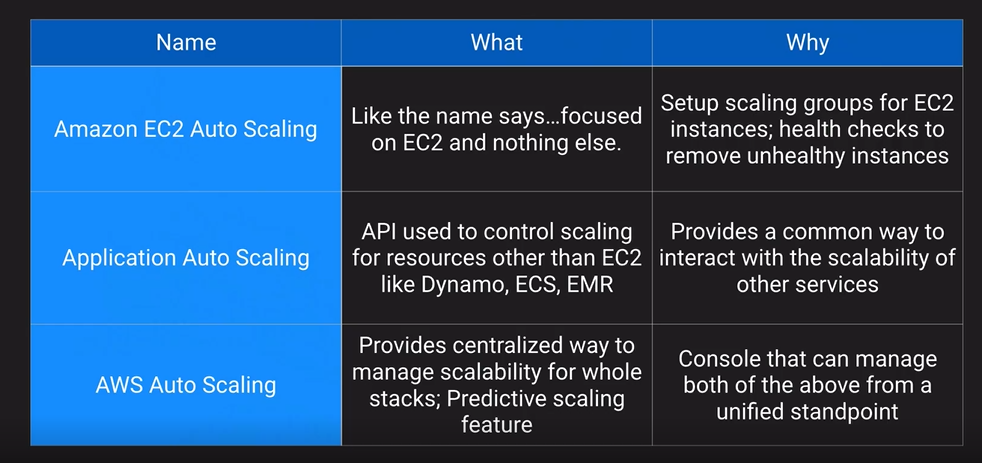 Name
What
Why
Amazon EC2 Auto Scaling
Like the name says...focused
on EC2 and nothing else.
Setup scaling groups for EC2
instances; health checks to
remove unhealthy instances
Application Auto Scaling
API used to control scaling
for resources other than EC2
like Dynamo, ECS, EMR
Provides a common way to
interact with the scalability of
other services
AWS Auto Scaling
Provides centralized way to
manage scalability for whole
stacks; Predictive scaling
feature
Console that can manage
both of the above from a
unified standpoint